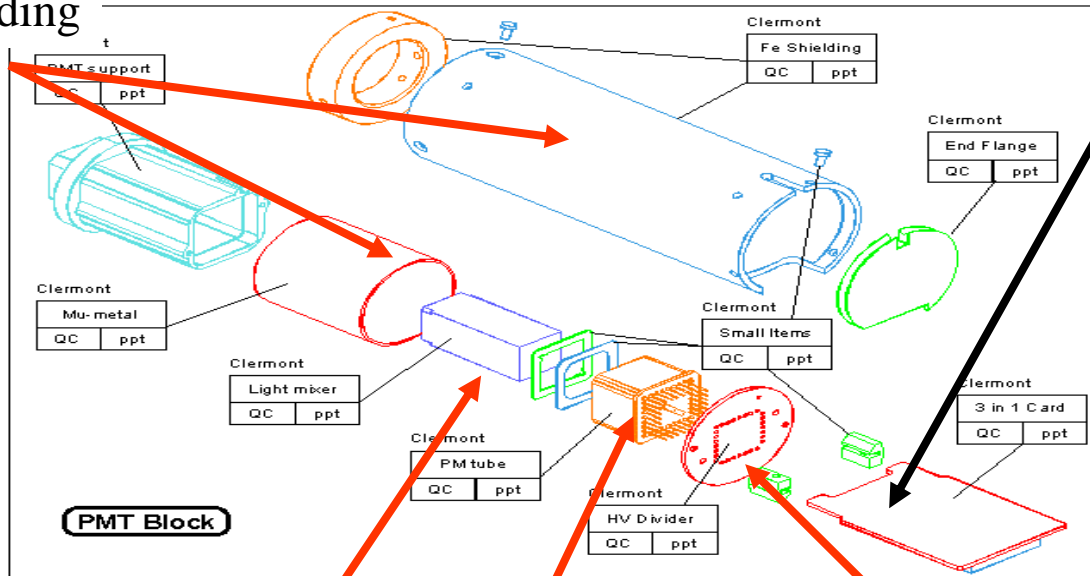 ding
t
PMT support
QC ppt
Clermont
Fe Shielding
QC ppt
Clermont
End Flange
QC ppt
Clermont
Mu-metal
QC ppt
Clermont
Small Items
QC ppt
Clermont
Light mixer
QC ppt
Clermont
3 in 1 Card
QC ppt
Clermont
PM tube
QC ppt
Clermont
HV Divider
QC ppt
PMT Block